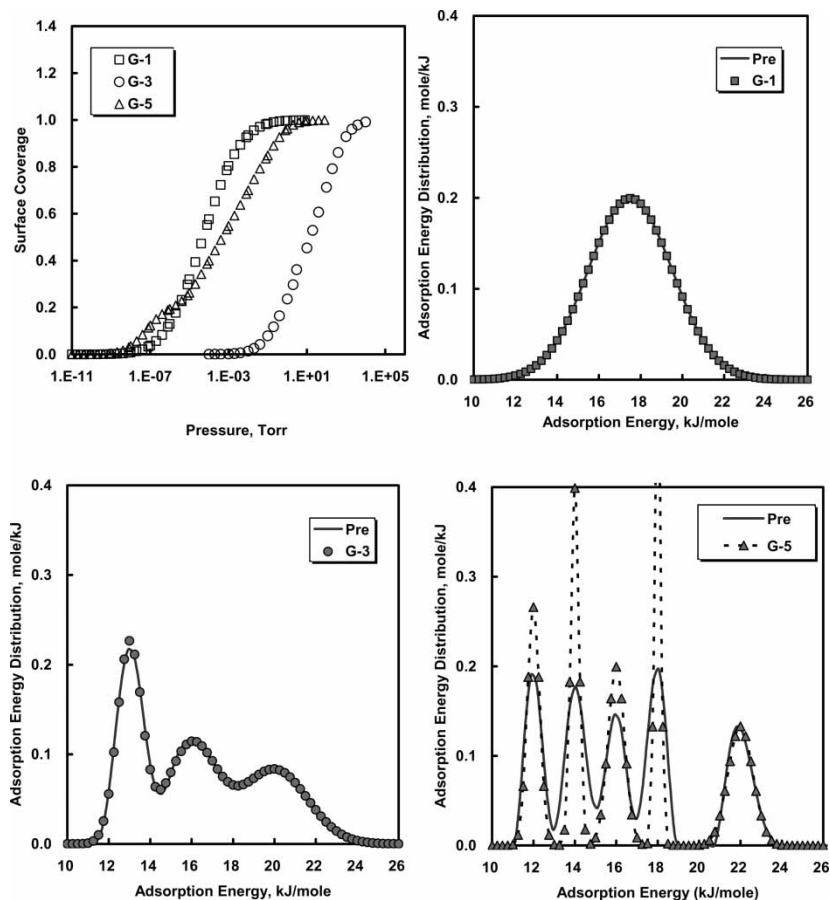 Surface Coverage
1.4
1.2
1.0
0.8
0.6
0.4
0.2
0.0
G-1
G-3
G-5
1.E-11 1.E-07 1.E-03 1.E+01 1.E+05
Pressure, Torr
Adsorption Energy Distribution, mole/kJ
0.4
0.3
0.2
0.1
0.0
Pre
G-1
10 12 14 16 18 20 22 24 26
Adsorption Energy, kJ/mole
Adsorption Energy Distribution, mole/kJ
0.4
0.3
0.2
0.1
0.0
Pre
G-3
10 12 14 16 18 20 22 24 26
Adsorption Energy, kJ/mole
Adsorption Energy Distribution, mole/kJ
0.4
0.3
0.2
0.1
0.0
Pre
G-5
10 12 14 16 18 20 22 24 26
Adsorption Energy (kJ/mole)